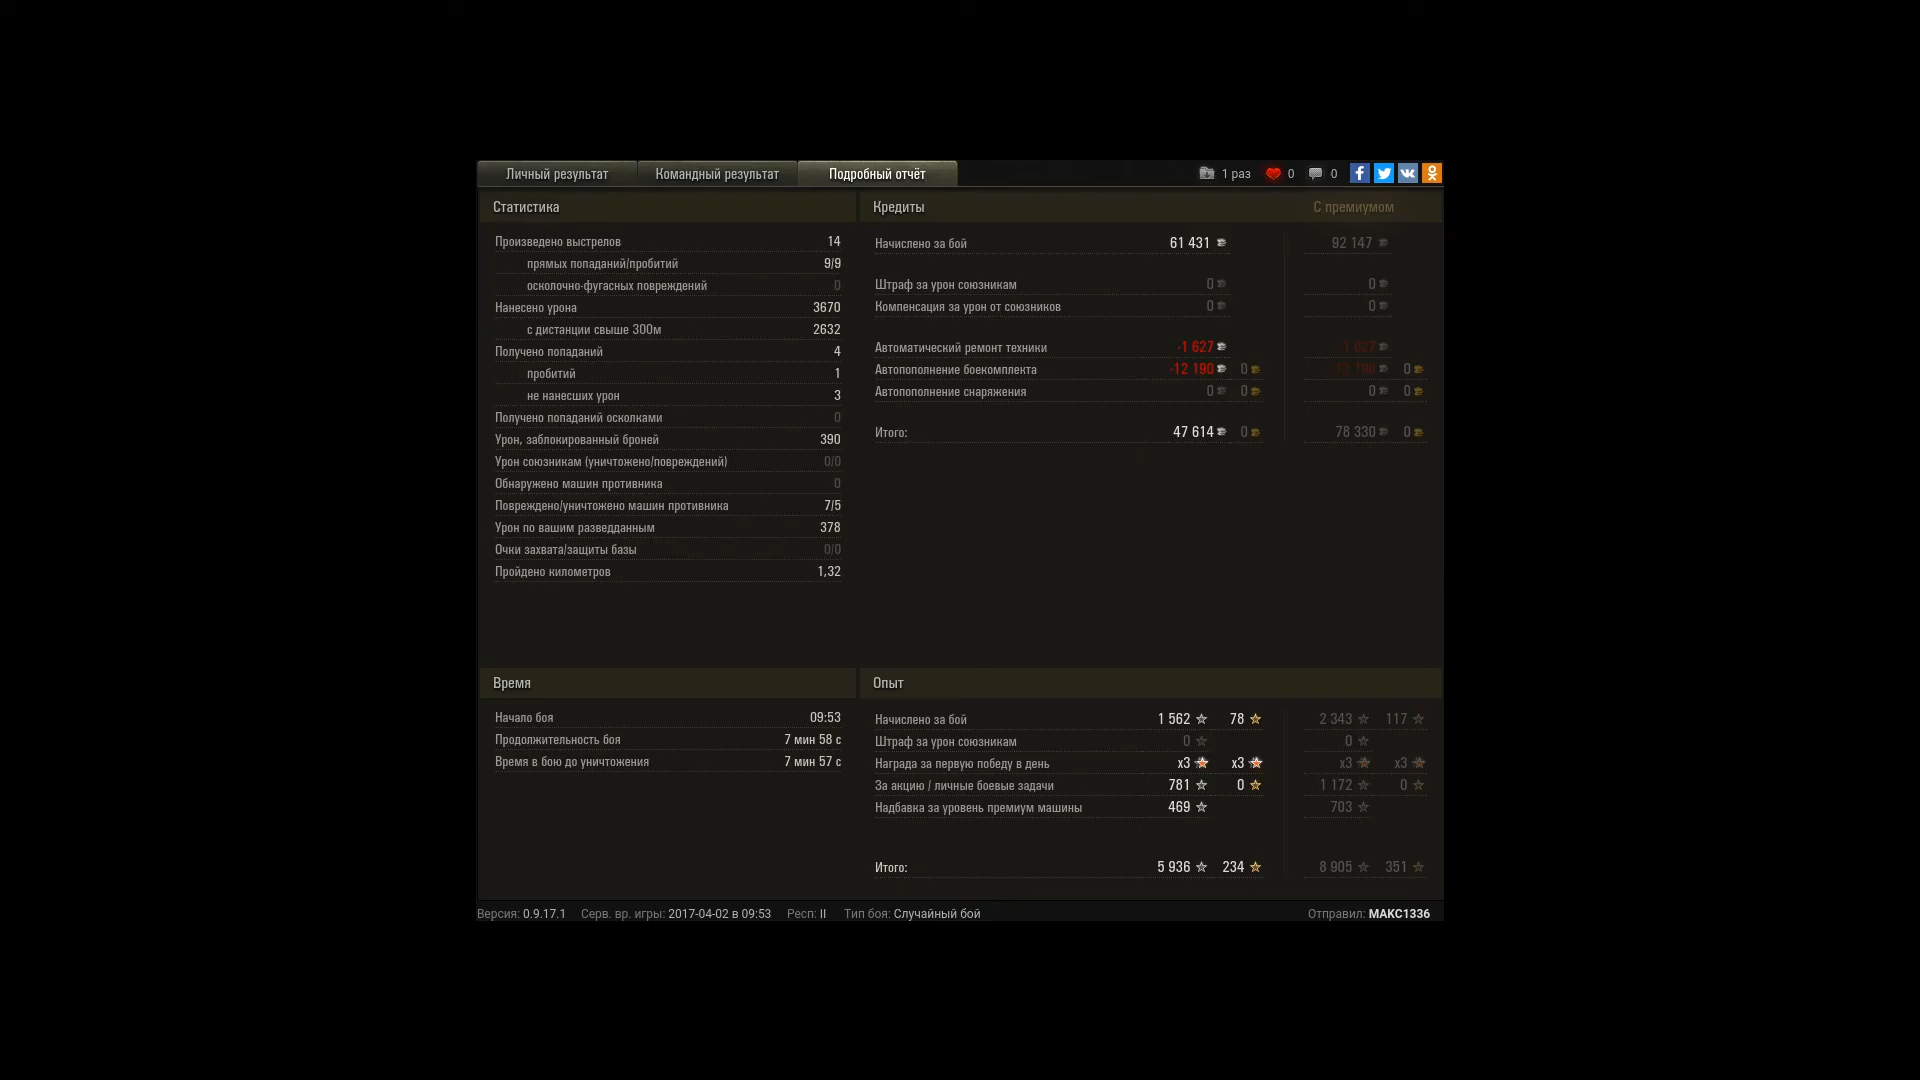 Личный результат Командный результат Подробный отчёт 1 раз 0 0
Статистика
Произведено выстрелов 14
прямых попаданий/пробитий 9/9
осколочно-фугасных повреждений 0
Нанесено урона 3670
с дистанции свыше 300м 2632
Получено попаданий 4
пробитий 1
не нанесших урон 3
Получено попаданий осколками 0
Урон, заблокированный броней 390
Урон союзникам (уничтожено/повреждений) 0/0
Обнаружено машин противника 0
Повреждено/уничтожено машин противника 7/5
Урон по вашим разведданным 378
Очки захвата/защиты базы 0/0
Пройдено километров 1,32
Кредиты С премиумом
Начислено за бой 61 431 92 147
Штраф за урон союзникам 0 0
Компенсация за урон от союзников 0 0
Автоматический ремонт техники -1 627 -1 627
Автопополнение боекомплекта -12 190 0 -12 190 0
Автопополнение снаряжения 0 0 0 0
Итого: 47 614 0 78 330 0
Время
Начало боя 09:53
Продолжительность боя 7 мин 58 с
Время в бою до уничтожения 7 мин 57 с
Опыт
Начислено за бой 1 562 78 2 343 117
Штраф за урон союзникам 0 0
Награда за первую победу в день x3 x3 x3 x3
За акцию / личные боевые задачи 781 0 1 172 0
Надбавка за уровень премиум машины 469 703
Итого: 5 936 234 8 905 351
Версия: 0.9.17.1 Серв. вр. игры: 2017-04-02 в 09:53 Респ: II Тип боя: Случайный бой Отправил: МАКС1336